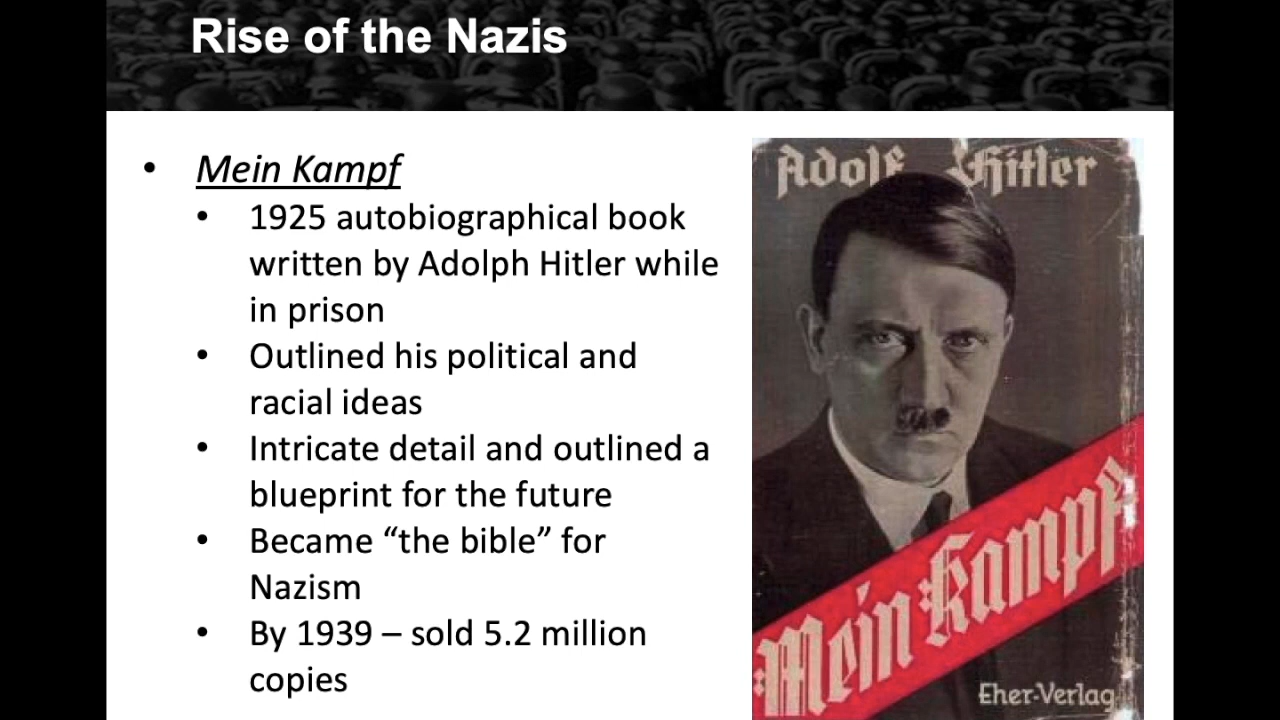 Rise of the Nazis
• Mein Kampf
• 1925 autobiographical book
written by Adolph Hitler while
in prison
• Outlined his political and
racial ideas
• Intricate detail and outlined a
blueprint for the future
• Became “the bible” for
Nazism
• By 1939 – sold 5.2 million
copies
Adolf Hitler
Mein Kampf
Eher-Verlag